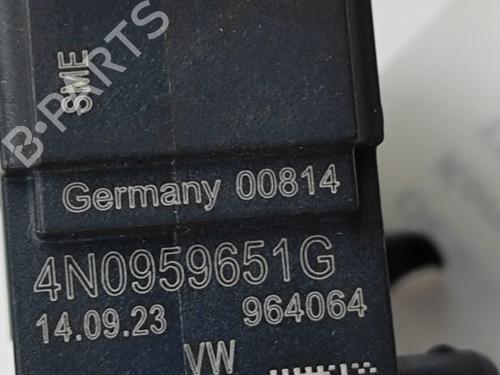 SME
B-PARTS
Germany 00814
4N0959651G
14.09.23 964064
VW